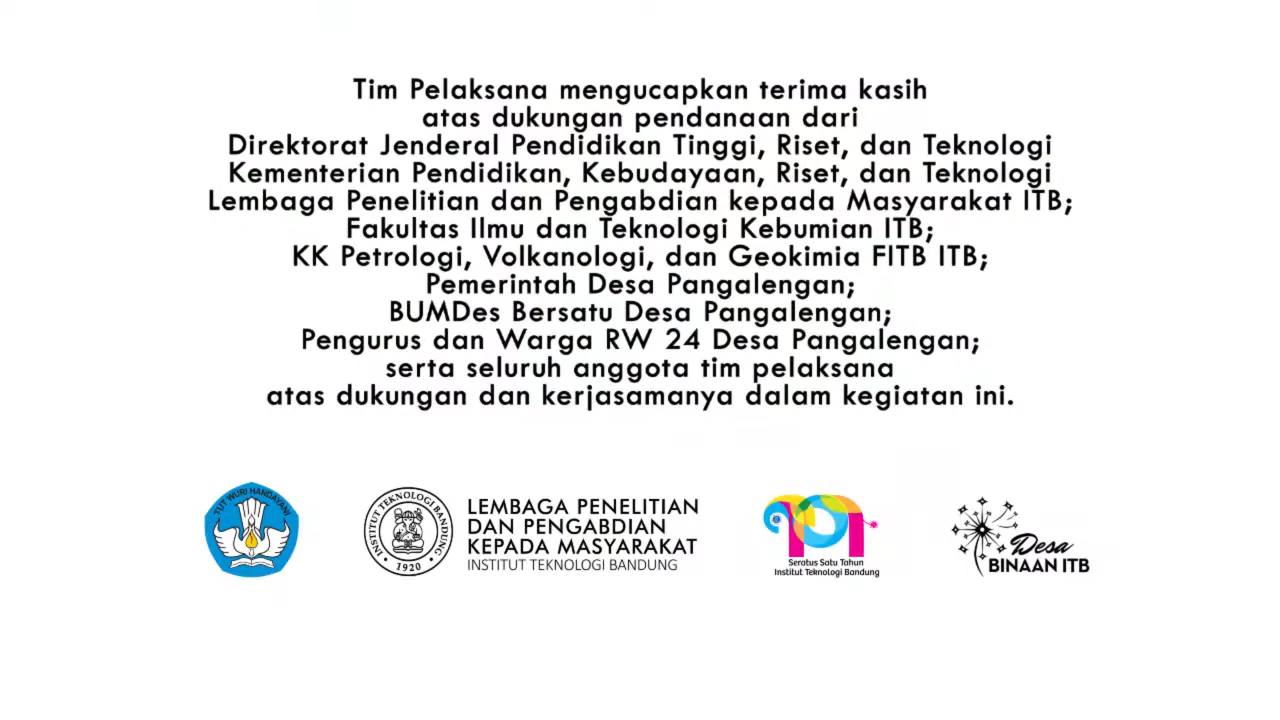 Tim Pelaksana mengucapkan terima kasih
atas dukungan pendanaan dari
Direktorat Jenderal Pendidikan Tinggi, Riset, dan Teknologi
Kementerian Pendidikan, Kebudayaan, Riset, dan Teknologi
Lembaga Penelitian dan Pengabdian kepada Masyarakat ITB;
Fakultas Ilmu dan Teknologi Kebumian ITB;
KK Petrologi, Volkanologi, dan Geokimia FITB ITB;
Pemerintah Desa Pangalengan;
BUMDes Bersatu Desa Pangalengan;
Pengurus dan Warga RW 24 Desa Pangalengan;
serta seluruh anggota tim pelaksana
atas dukungan dan kerjasamanya dalam kegiatan ini.
TUT WURI HANDAYANI
INSTITUT TEKNOLOGI BANDUNG
1920
LEMBAGA PENELITIAN
DAN PENGABDIAN
KEPADA MASYARAKAT
INSTITUT TEKNOLOGI BANDUNG
101
Seratus Satu Tahun
Institut Teknologi Bandung
Desa
BINAAN ITB